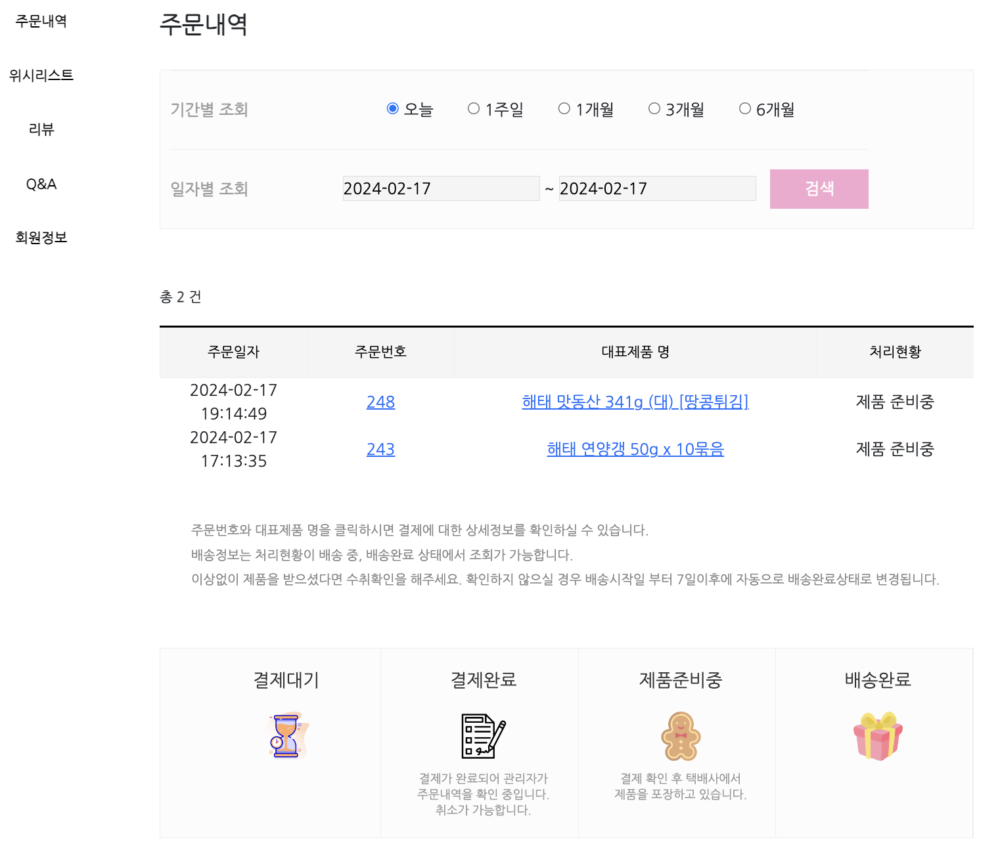 주문내역
위시리스트
리뷰
Q&A
회원정보
주문내역
기간별 조회 오늘 1주일 1개월 3개월 6개월
일자별 조회 2024-02-17 ~ 2024-02-17 검색
총 2 건
주문일자 주문번호 대표제품 명 처리현황
2024-02-17
19:14:49
248 해태 맛동산 341g (대) [땅콩튀김] 제품 준비중
2024-02-17
17:13:35
243 해태 연양갱 50g x 10묶음 제품 준비중
주문번호와 대표제품 명을 클릭하시면 결제에 대한 상세정보를 확인하실 수 있습니다.
배송정보는 처리현황이 배송 중, 배송완료 상태에서 조회가 가능합니다.
이상없이 제품을 받으셨다면 수취확인을 해주세요. 확인하지 않으실 경우 배송시작일 부터 7일이후에 자동으로 배송완료상태로 변경됩니다.
결제대기
결제완료
결제가 완료되어 관리자가
주문내역을 확인 중입니다.
취소가 가능합니다.
제품준비중
결제 확인 후 택배사에서
제품을 포장하고 있습니다.
배송완료